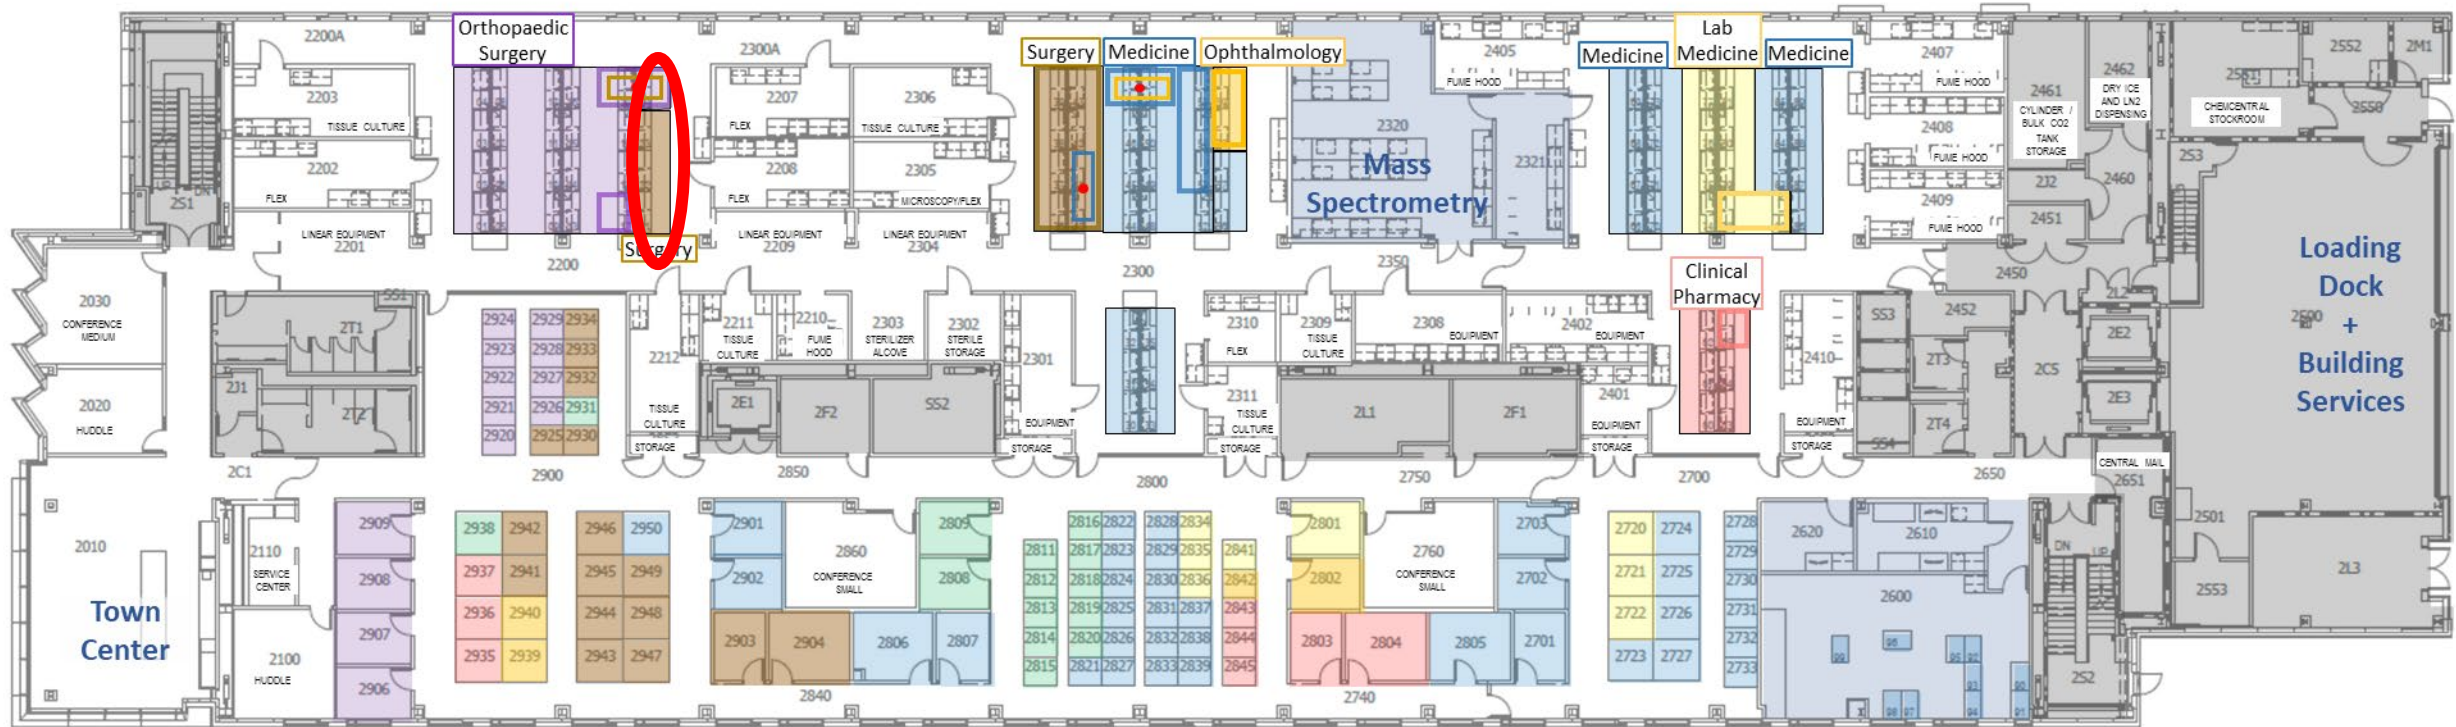 2200A
Orthopaedic
Surgery
2300A
Surgery
Medicine
Ophthalmology
2405
FUME HOOD
Medicine
Lab
Medicine
Medicine
2407
FUME HOOD
2552
2M1
2551
2203
TISSUE CULTURE
2207
FLEX
2306
TISSUE CULTURE
2320
Mass
Spectrometry
2321
2408
FUME HOOD
2461
CYLINDER /
BULK CO2
TANK
STORAGE
2462
DRY ICE
AND LN2
DISPENSING
CHEMCENTRAL
STOCKROOM
2550
2202
FLEX
2208
FLEX
2305
MICROSCOPY/FLEX
2409
FUME HOOD
2J2
2460
2451
2S3
UP
DN
2S1
LINEAR EQUIPMENT
2201
2200
Surgery
LINEAR EQUIPMENT
2209
LINEAR EQUIPMENT
2304
2300
2350
Clinical
Pharmacy
2450
2L2
Loading
Dock
+
Building
Services
2500
2030
CONFERENCE
MEDIUM
SS1
2T1
2J1
2T2
2020
HUDDLE
2924
2929
2934
2923
2928
2933
2922
2927
2932
2921
2926
2931
2920
2925
2930
2212
TISSUE
CULTURE
STORAGE
2211
TISSUE
CULTURE
2210
FUME
HOOD
2303
STERILIZER
ALCOVE
2302
STERILE
STORAGE
2301
EQUIPMENT
STORAGE
2E1
2F2
SS2
2310
FLEX
2309
TISSUE
CULTURE
2308
EQUIPMENT
2402
EQUIPMENT
2311
TISSUE
CULTURE
STORAGE
2L1
2F1
2401
EQUIPMENT
STORAGE
2410
EQUIPMENT
STORAGE
SS3
2452
2T3
2T4
SS4
2C5
2E2
2E3
2C1
2900
2850
2800
2750
2700
2650
CENTRAL MAIL
2651
2010
Town
Center
2110
SERVICE
CENTER
2100
HUDDLE
2909
2908
2907
2906
2938
2942
2937
2941
2936
2940
2935
2939
2946
2950
2945
2949
2944
2948
2943
2947
2901
2902
2860
CONFERENCE
SMALL
2809
2808
2903
2904
2806
2807
2840
2811
2812
2813
2814
2815
2816
2822
2817
2823
2818
2824
2819
2825
2820
2826
2821
2827
2828
2834
2829
2835
2830
2836
2831
2837
2832
2838
2833
2839
2841
2842
2843
2844
2845
2801
2802
2760
CONFERENCE
SMALL
2703
2702
2803
2804
2805
2701
2740
2720
2724
2721
2725
2722
2726
2723
2727
2728
2729
2730
2731
2732
2733
2620
2610
2600
DN
UP
2S2
2501
2553
2L3